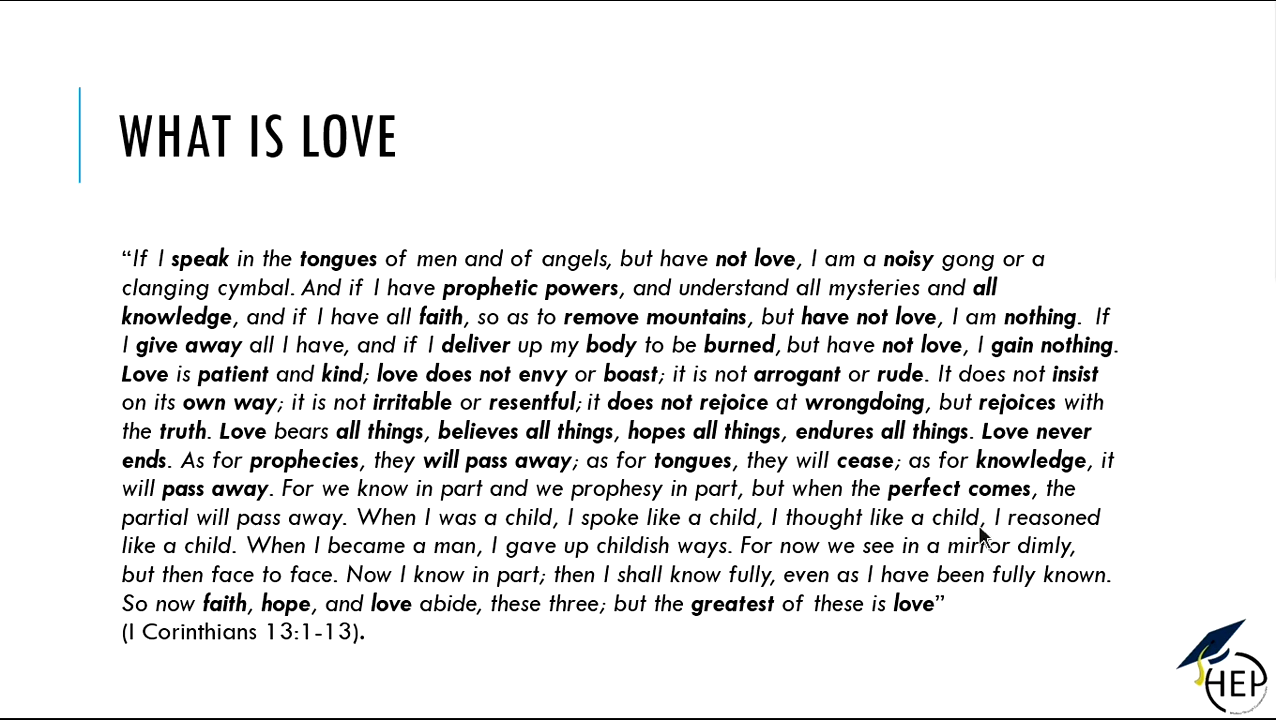 WHAT IS LOVE
“If I speak in the tongues of men and of angels, but have not love, I am a noisy gong or a
clanging cymbal. And if I have prophetic powers, and understand all mysteries and all
knowledge, and if I have all faith, so as to remove mountains, but have not love, I am nothing. If
I give away all I have, and if I deliver up my body to be burned, but have not love, I gain nothing.
Love is patient and kind; love does not envy or boast; it is not arrogant or rude. It does not insist
on its own way; it is not irritable or resentful; it does not rejoice at wrongdoing, but rejoices with
the truth. Love bears all things, believes all things, hopes all things, endures all things. Love never
ends. As for prophecies, they will pass away; as for tongues, they will cease; as for knowledge, it
will pass away. For we know in part and we prophesy in part, but when the perfect comes, the
partial will pass away. When I was a child, I spoke like a child, I thought like a child, I reasoned
like a child. When I became a man, I gave up childish ways. For now we see in a mirror dimly,
but then face to face. Now I know in part; then I shall know fully, even as I have been fully known.
So now faith, hope, and love abide, these three; but the greatest of these is love”
(I Corinthians 13:1-13).
HEP